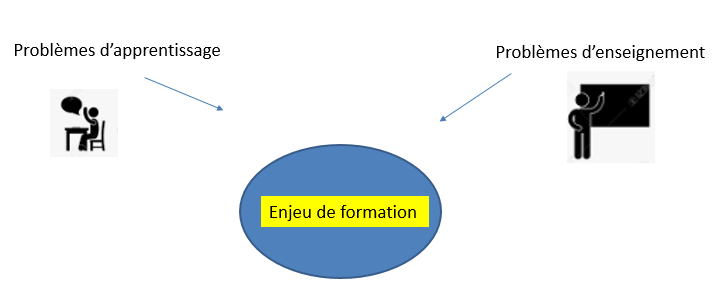 Problèmes d'apprentissage
Problèmes d'enseignement
Enjeu de formation